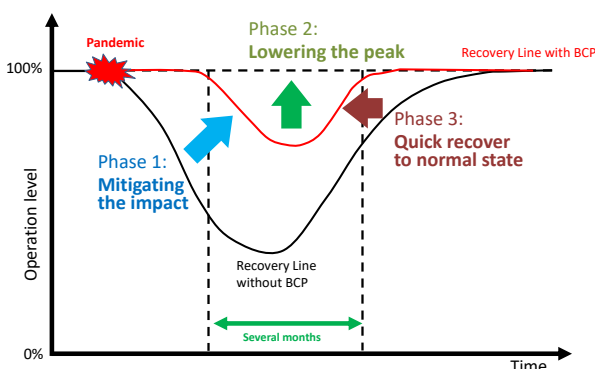 Phase 2:
Lowering the peak
Pandemic
Recovery Line with BCP
100%
Phase 3:
Quick recover
to normal state
Phase 1:
Mitigating
the impact
Operation level
Recovery Line
without BCP
Several months
0%
Time